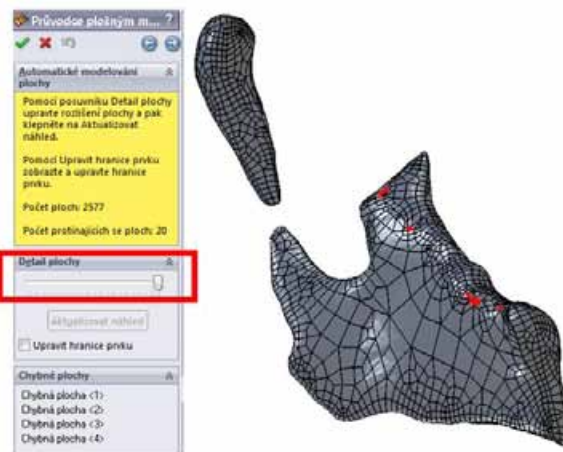 Průvodce plošným m... ?
Automatické modelování
plochy
Pomocí posuvníku Detail plochy
upravte rozlišení plochy a pak
klepněte na Aktualizovat
náhled.
Pomocí Upravit hranice prvku
zobrazte a upravte hranice
prvku.
Počet ploch: 2577
Počet protínajících se ploch: 20
Detail plochy
Aktualizovat náhled
Upravit hranice prvku
Chybné plochy
Chybná plocha <1>
Chybná plocha <2>
Chybná plocha <3>
Chybná plocha <4>